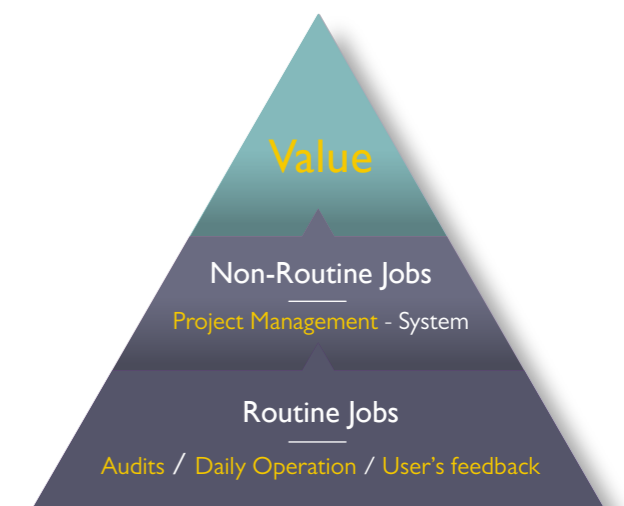 Value
Non-Routine Jobs
Project Management - System
Routine Jobs
Audits / Daily Operation / User's feedback